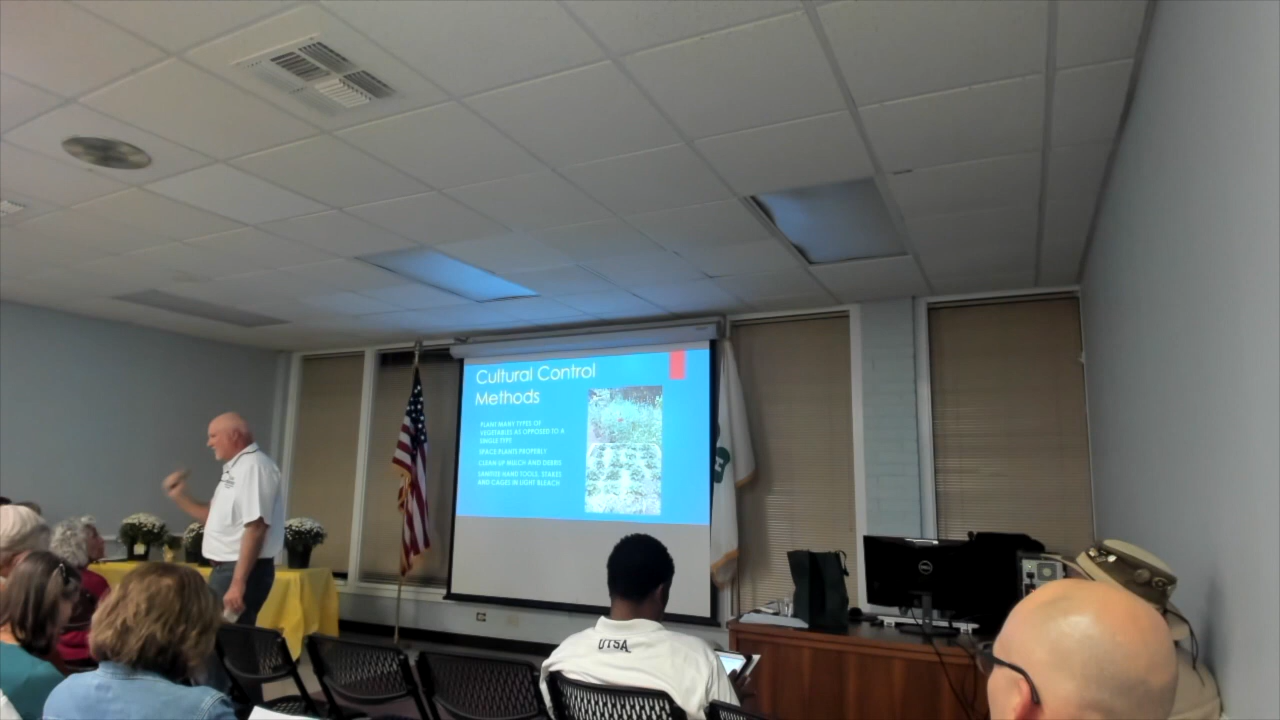 Cultural Control
Methods
PLANT MANY TYPES OF
VEGETABLES AS OPPOSED TO A
SINGLE TYPE
SPACE PLANTS PROPERLY
CLEAN UP MULCH AND DEBRIS
HAND TOOLS, STAKES
AND CAGES IN LIGHT BLEACH
UTSA
DELL
H